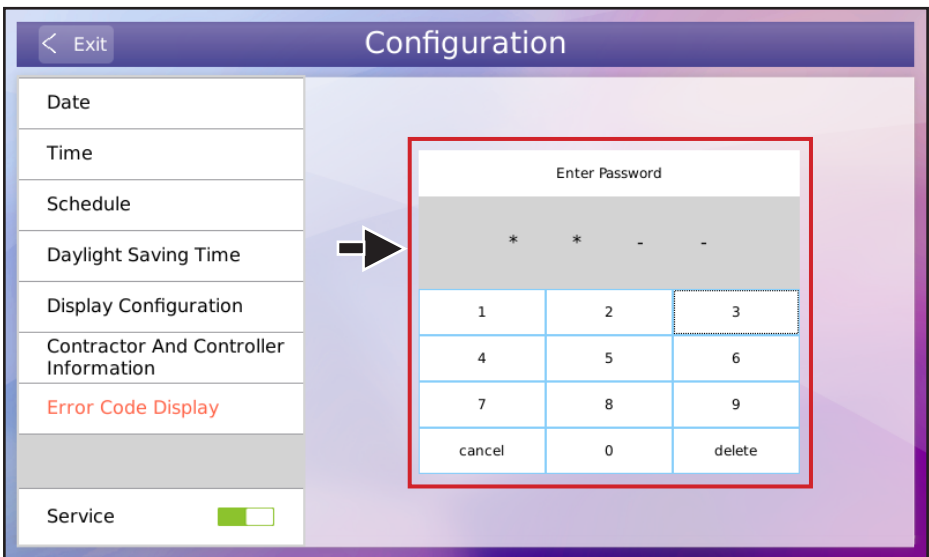 Exit
Configuration
Date
Time
Schedule
Daylight Saving Time
Display Configuration
Contractor And Controller
Information
Error Code Display
Service
Enter Password
* * - -
1 2 3
4 5 6
7 8 9
cancel 0 delete